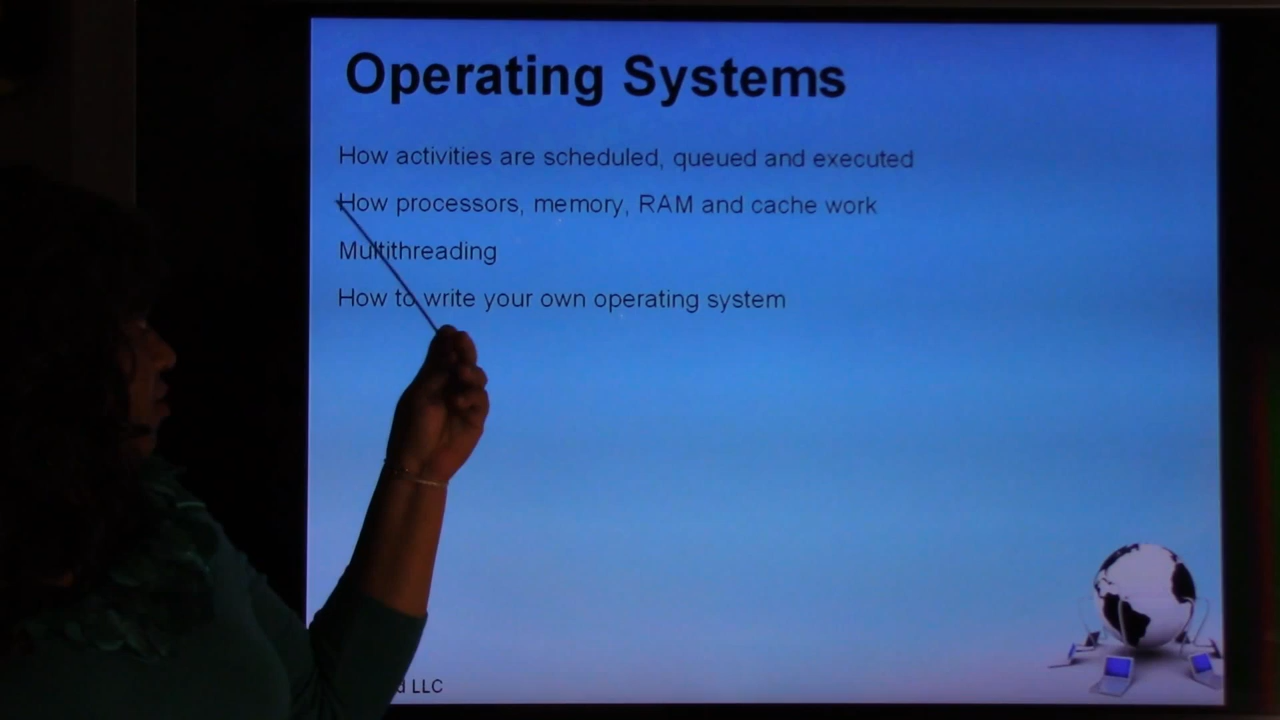 Operating Systems
How activities are scheduled, queued and executed
How processors, memory, RAM and cache work
Multithreading
How to write your own operating system
LLC